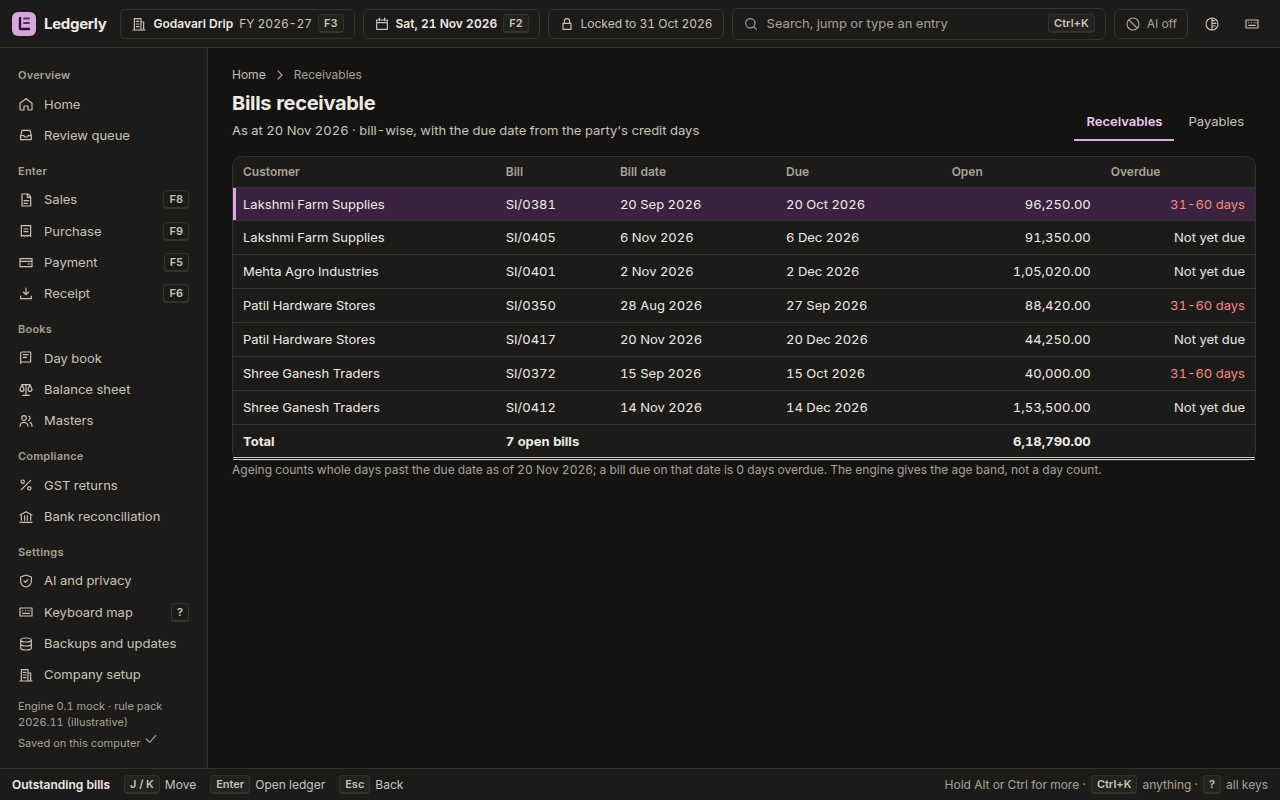 Ledgerly
Godavari Drip FY 2026-27 F3
Sat, 21 Nov 2026 F2
Locked to 31 Oct 2026
Search, jump or type an entry Ctrl+K
AI off
Overview
Home
Review queue
Enter
Sales F8
Purchase F9
Payment F5
Receipt F6
Books
Day book
Balance sheet
Masters
Compliance
GST returns
Bank reconciliation
Settings
AI and privacy
Keyboard map ?
Backups and updates
Company setup
Engine 0.1 mock · rule pack
2026.11 (illustrative)
Saved on this computer
Home > Receivables
Bills receivable
As at 20 Nov 2026 · bill-wise, with the due date from the party's credit days
Receivables Payables
Customer Bill Bill date Due Open Overdue
Lakshmi Farm Supplies SI/0381 20 Sep 2026 20 Oct 2026 96,250.00 31-60 days
Lakshmi Farm Supplies SI/0405 6 Nov 2026 6 Dec 2026 91,350.00 Not yet due
Mehta Agro Industries SI/0401 2 Nov 2026 2 Dec 2026 1,05,020.00 Not yet due
Patil Hardware Stores SI/0350 28 Aug 2026 27 Sep 2026 88,420.00 31-60 days
Patil Hardware Stores SI/0417 20 Nov 2026 20 Dec 2026 44,250.00 Not yet due
Shree Ganesh Traders SI/0372 15 Sep 2026 15 Oct 2026 40,000.00 31-60 days
Shree Ganesh Traders SI/0412 14 Nov 2026 14 Dec 2026 1,53,500.00 Not yet due
Total 7 open bills 6,18,790.00
Ageing counts whole days past the due date as of 20 Nov 2026; a bill due on that date is 0 days overdue. The engine gives the age band, not a day count.
Outstanding bills J / K Move Enter Open ledger Esc Back
Hold Alt or Ctrl for more · Ctrl+K anything · ? all keys